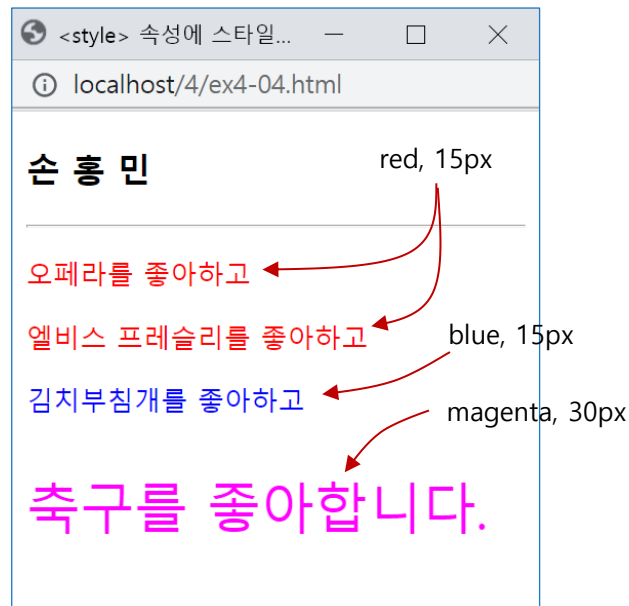 <style> 속성에 스타일...
localhost/4/ex4-04.html
손 홍 민
red, 15px
오페라를 좋아하고
엘비스 프레슬리를 좋아하고
blue, 15px
김치부침개를 좋아하고
magenta, 30px
축구를 좋아합니다.